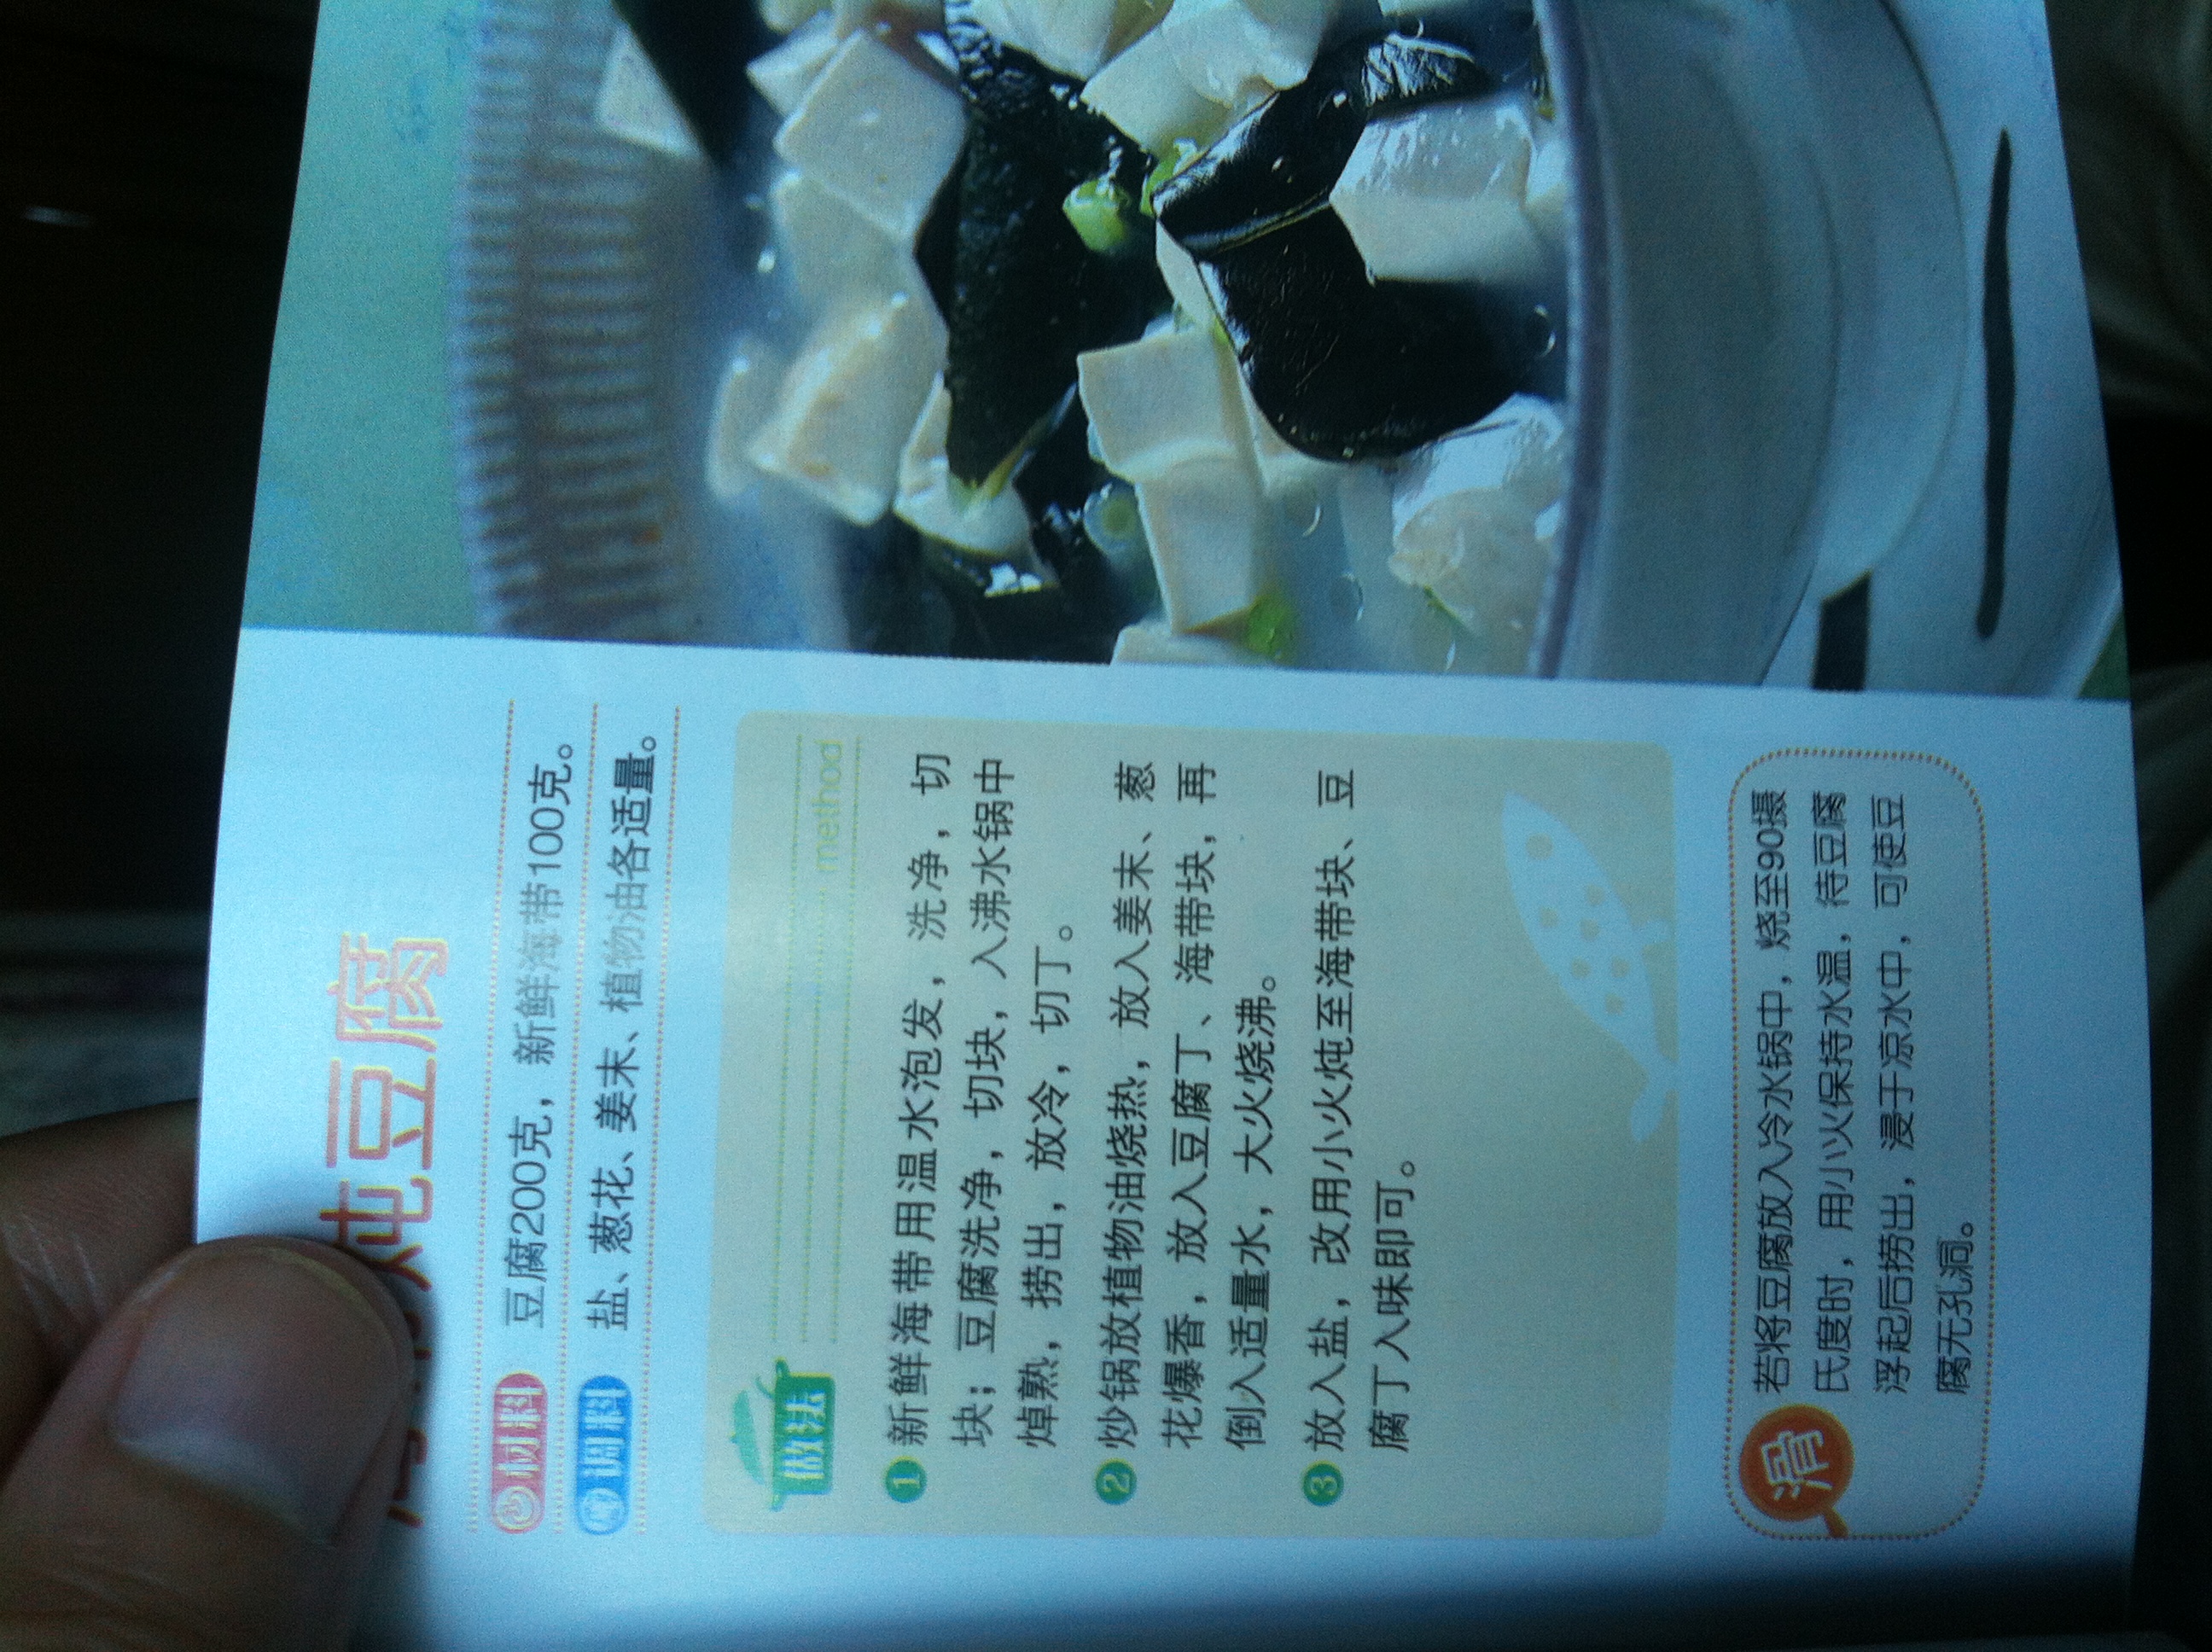 炖豆腐
材料 豆腐200克，新鲜海带100克。
调料 盐、葱花、姜末、植物油各适量。
做法
method
1 新鲜海带用温水泡发，洗净，切
块；豆腐洗净，切块，入沸水锅中
焯熟，捞出，放冷，切丁。
2 炒锅放植物油烧热，放入姜末、葱
花爆香，放入豆腐丁、海带块，再
倒入适量水，大火烧沸。
3 放入盐，改用小火炖至海带块、豆
腐丁入味即可。
滑 若将豆腐放入冷水锅中，烧至90摄
氏度时，用小火保持水温，待豆腐
浮起后捞出，浸于凉水中，可使豆
腐无孔洞。